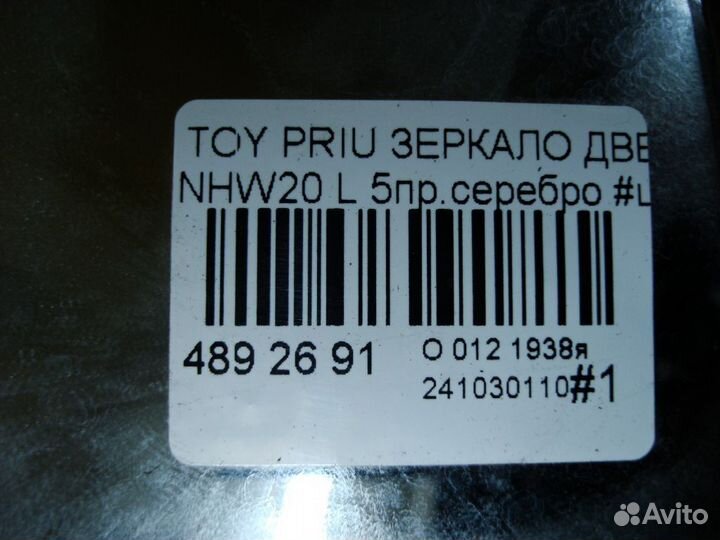 TOY PRIU ЗЕРКАЛО ДВЕ
NHW20 L 5пр.серебро #
489 26 91
О 012 1938я
241030110#1
Avito